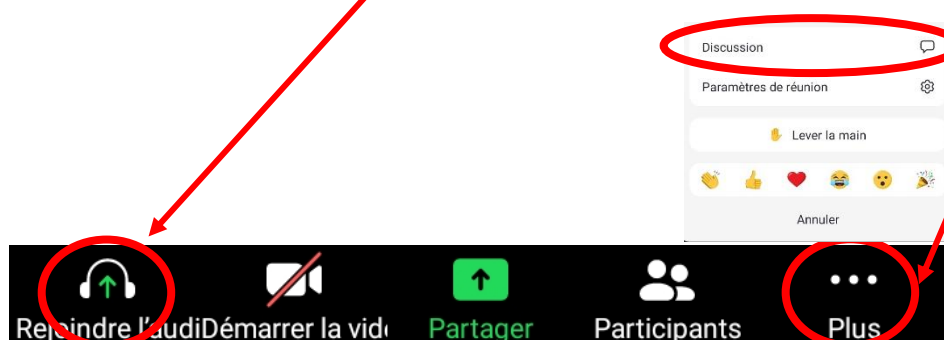 Discussion
Paramètres de réunion
Lever la main
Annuler
Rejoindre l'audi
Démarrer la vid
Partager
Participants
Plus